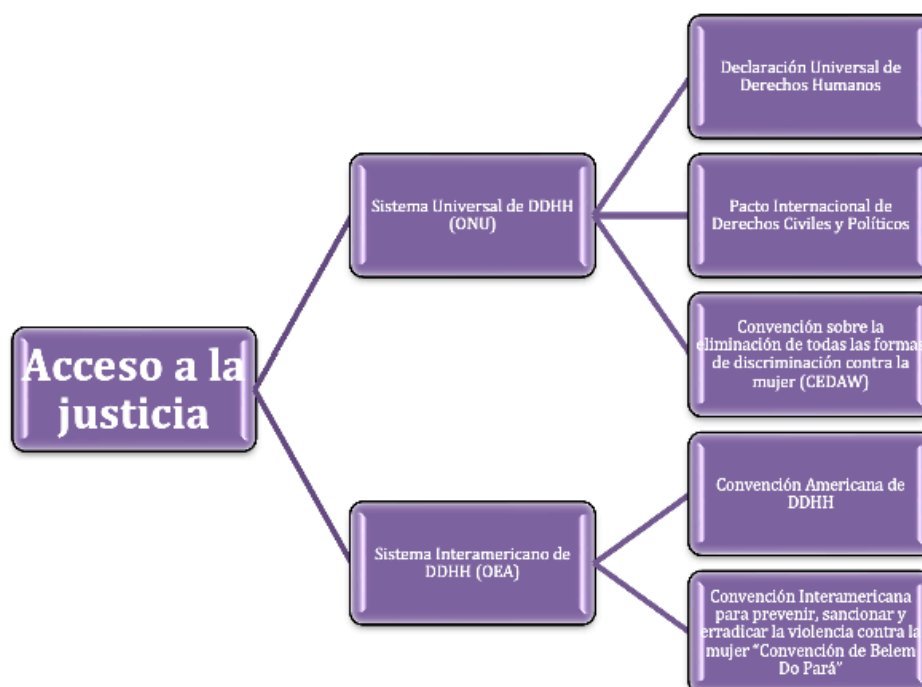 Acceso a la
justicia
Sistema Universal de DDHH
(ONU)
Declaración Universal de
Derechos Humanos
Pacto Internacional de
Derechos Civiles y Políticos
Convención sobre la
eliminación de todas las formas
de discriminación contra la
mujer (CEDAW)
Sistema Interamericano de
DDHH (OEA)
Convención Americana de
DDHH
Convención Interamericana
para prevenir, sancionar y
erradicar la violencia contra la
mujer “Convención de Belem
Do Pará”